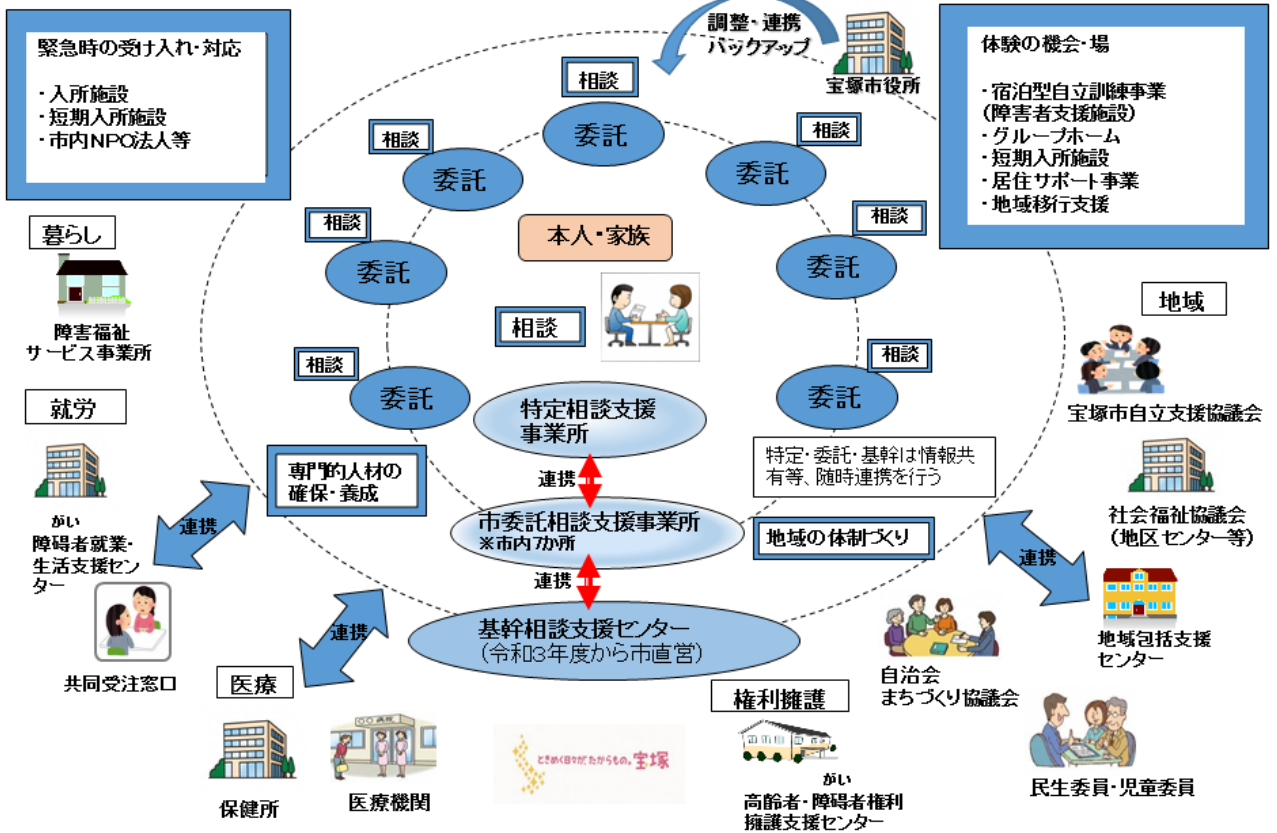 緊急時の受け入れ・対応
・入所施設
・短期入所施設
・市内NPO法人等
調整・連携
バックアップ
宝塚市役所
体験の機会・場
・宿泊型自立訓練事業
(障害者支援施設)
・グループホーム
・短期入所施設
・居住サポート事業
・地域移行支援
相談
委託
相談
委託
相談
委託
相談
委託
相談
委託
相談
委託
相談
委託
本人・家族
相談
暮らし
障害福祉
サービス事業所
就労
がい
障碍者就業・
生活支援セン
ター
共同受注窓口
連携
専門的人材の
確保・養成
特定相談支援
事業所
連携
市委託相談支援事業所
※市内7か所
連携
基幹相談支援センター
(令和3年度から市直営)
特定・委託・基幹は情報共
有等、随時連携を行う
地域の体制づくり
地域
宝塚市自立支援協議会
社会福祉協議会
(地区センター等)
連携
地域包括支援
センター
自治会
まちづくり協議会
民生委員・児童委員
連携
医療
保健所
医療機関
○○病院
ときめく日々が、たからもの。宝塚
権利擁護
がい
高齢者・障碍者権利
擁護支援センター